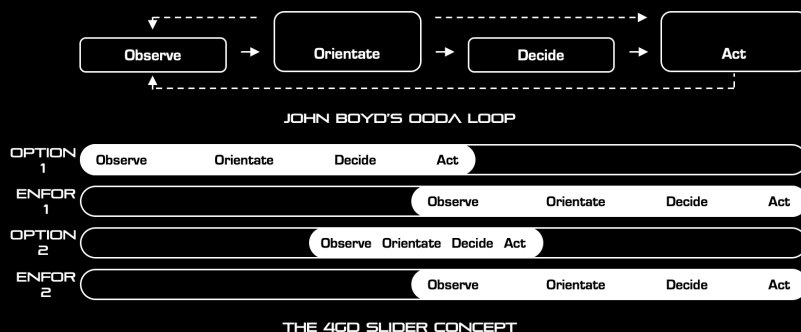 Observe Orientate Decide Act
JOHN BOYD'S OODA LOOP
OPTION 1 Observe Orientate Decide Act
ENFOR 1 Observe Orientate Decide Act
OPTION 2 Observe Orientate Decide Act
ENFOR 2 Observe Orientate Decide Act
THE 4GD SLIDER CONCEPT